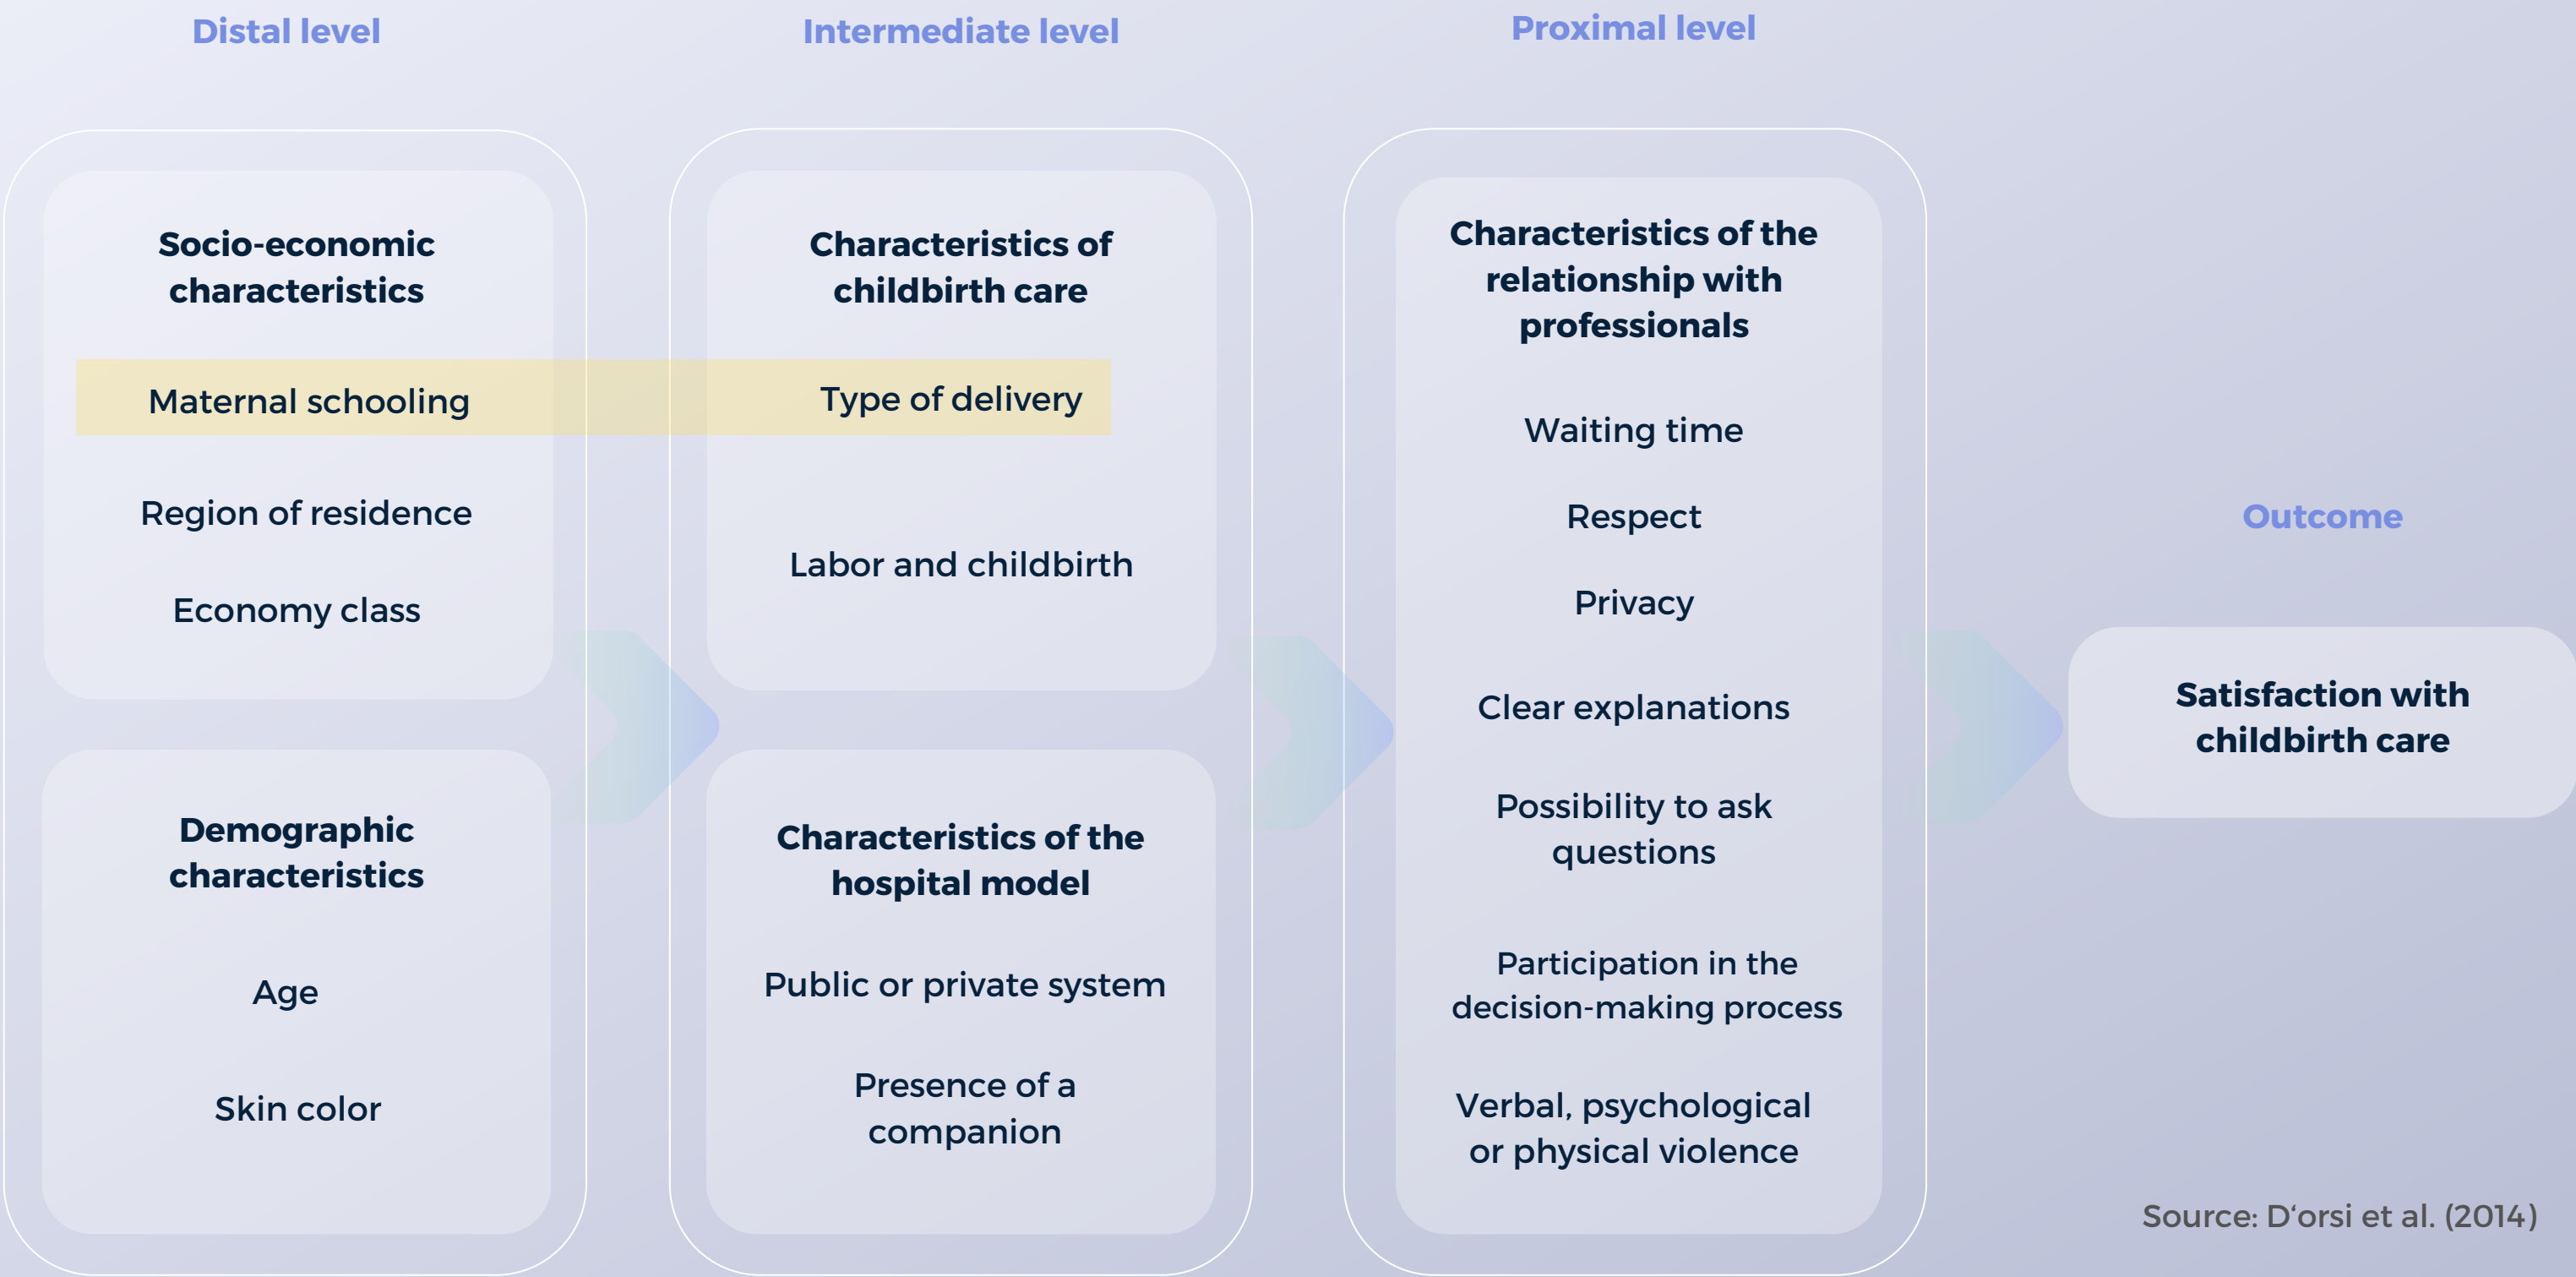 Distal level
Socio-economic
characteristics
Maternal schooling
Region of residence
Economy class
Demographic
characteristics
Age
Skin color
Intermediate level
Characteristics of
childbirth care
Type of delivery
Labor and childbirth
Characteristics of the
hospital model
Public or private system
Presence of a
companion
Proximal level
Characteristics of the
relationship with
professionals
Waiting time
Respect
Privacy
Clear explanations
Possibility to ask
questions
Participation in the
decision-making process
Verbal, psychological
or physical violence
Outcome
Satisfaction with
childbirth care
Source: D‘orsi et al. (2014)